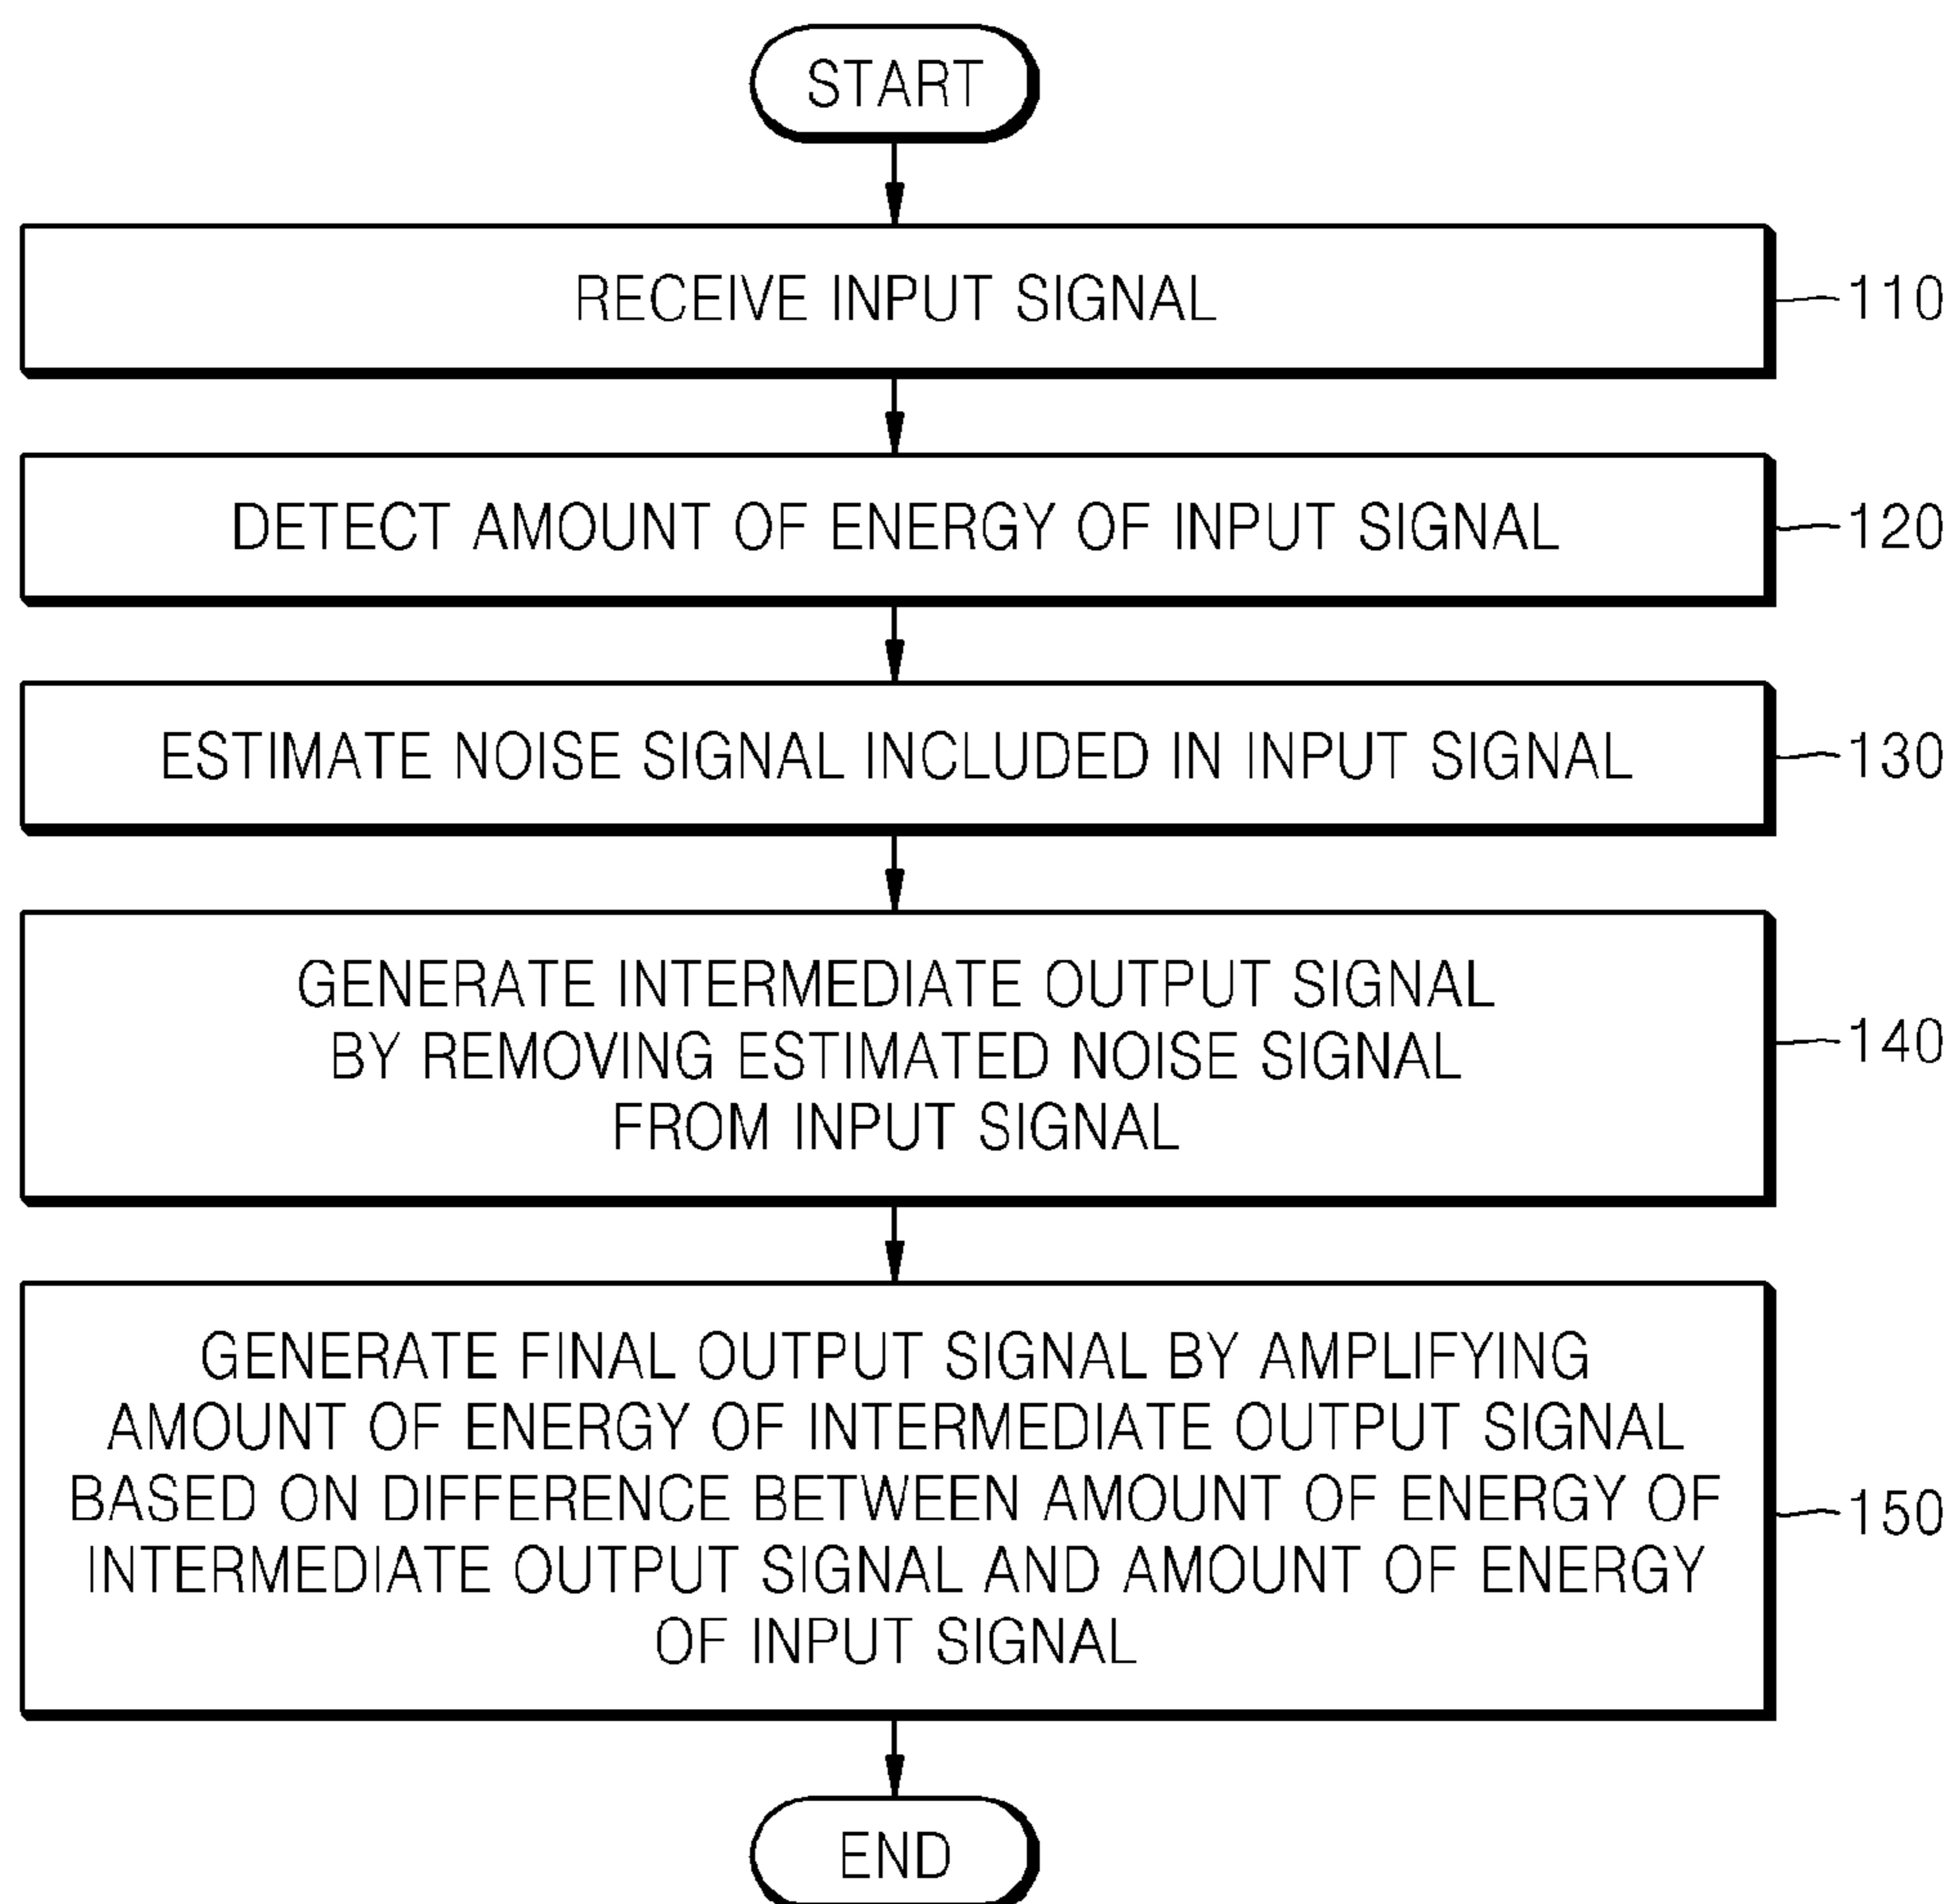 START
RECEIVE INPUT SIGNAL
110
DETECT AMOUNT OF ENERGY OF INPUT SIGNAL
120
ESTIMATE NOISE SIGNAL INCLUDED IN INPUT SIGNAL
130
GENERATE INTERMEDIATE OUTPUT SIGNAL
BY REMOVING ESTIMATED NOISE SIGNAL
FROM INPUT SIGNAL
140
GENERATE FINAL OUTPUT SIGNAL BY AMPLIFYING
AMOUNT OF ENERGY OF INTERMEDIATE OUTPUT SIGNAL
BASED ON DIFFERENCE BETWEEN AMOUNT OF ENERGY OF
INTERMEDIATE OUTPUT SIGNAL AND AMOUNT OF ENERGY
OF INPUT SIGNAL
150
END